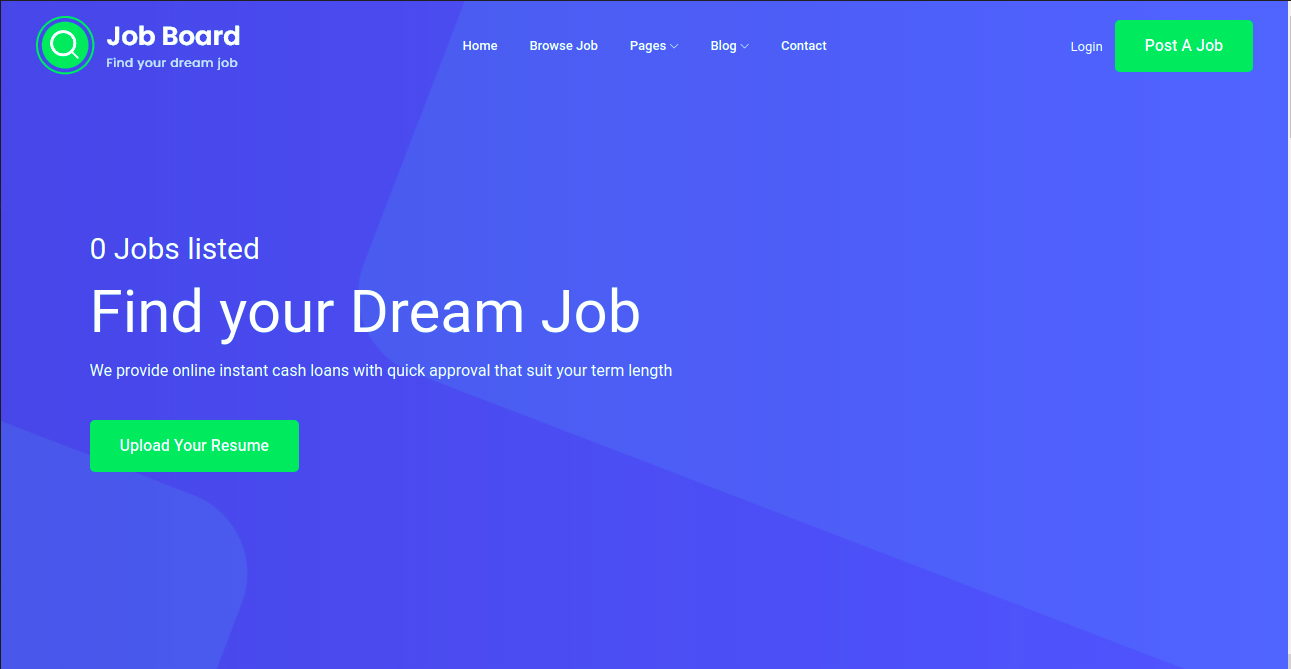 Job Board
Find your dream job
Home Browse Job Pages Blog Contact
Login Post A Job
0 Jobs listed
Find your Dream Job
We provide online instant cash loans with quick approval that suit your term length
Upload Your Resume